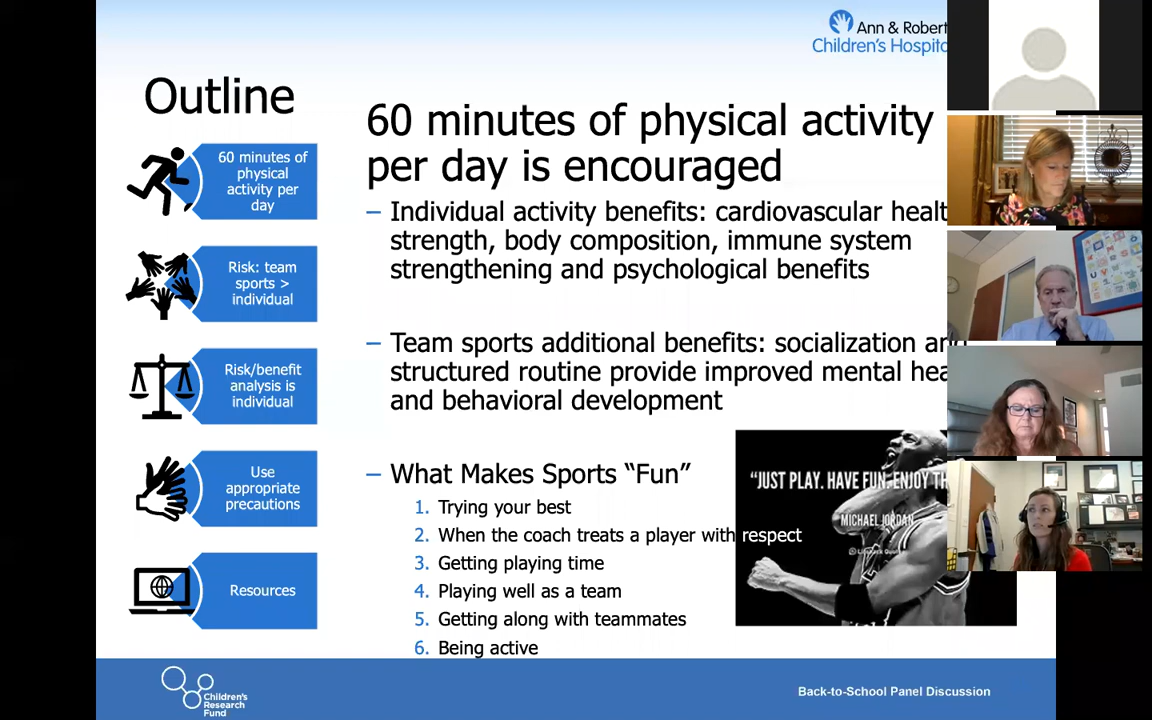 Ann & Robert
Children's Hospita
Outline
60 minutes of
physical
activity per
day
Risk: team
sports >
individual
Risk/benefit
analysis is
individual
Use
appropriate
precautions
Resources
60 minutes of physical activity
per day is encouraged
– Individual activity benefits: cardiovascular healt
strength, body composition, immune system
strengthening and psychological benefits
– Team sports additional benefits: socialization and
structured routine provide improved mental hea
and behavioral development
– What Makes Sports “Fun”
1. Trying your best
2. When the coach treats a player with respect
3. Getting playing time
4. Playing well as a team
5. Getting along with teammates
6. Being active
“JUST PLAY. HAVE FUN. ENJOY TH
MICHAEL JORDAN
Children's
Research
Fund
Back-to-School Panel Discussion